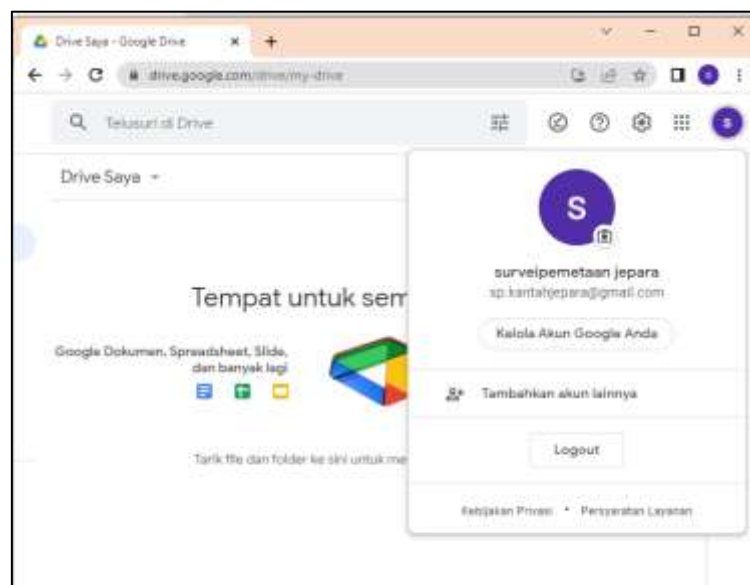 Drive Saya - Google Drive
drive.google.com/drive/my-drive
Telusuri di Drive
S
Drive Saya
S
surveipemetaan jepara
sp.kantahjepara@gmail.com
Kelola Akun Google Anda
Tempat untuk sem
Google Dokumen, Spreadsheet, Slide,
dan banyak lagi
Tambahkan akun lainnya
Logout
Tarik file dan folder ke sini untuk me
Kebijakan Privasi • Persyaratan Layanan